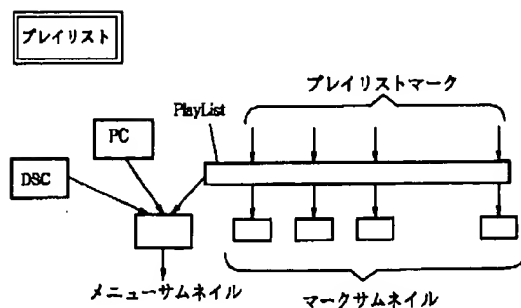 プレイリスト
プレイリストマーク
PlayList
PC
DSC
メニューサムネイル
マークサムネイル